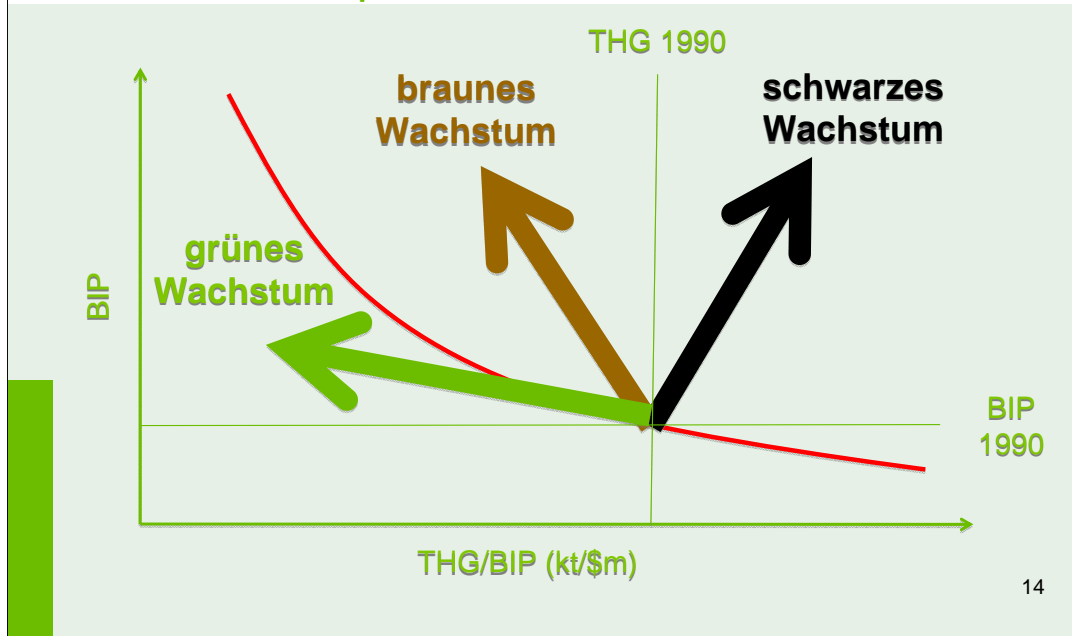 THG 1990
braunes
Wachstum
schwarzes
Wachstum
grünes
Wachstum
BIP
BIP
1990
THG/BIP (kt/$m)
14